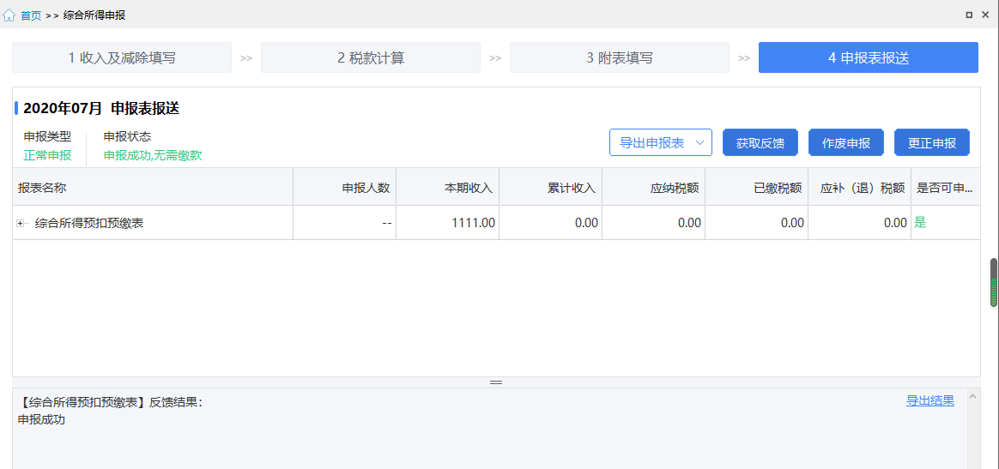 首页 >> 综合所得申报
1 收入及减除填写 >> 2 税款计算 >> 3 附表填写 >> 4 申报表报送
2020年07月 申报表报送
申报类型 申报状态
正常申报 申报成功,无需缴款
导出申报表 获取反馈 作废申报 更正申报
报表名称 申报人数 本期收入 累计收入 应纳税额 已缴税额 应补（退）税额 是否可申...
综合所得预扣预缴表 -- 1111.00 0.00 0.00 0.00 0.00 是
【综合所得预扣预缴表】反馈结果: 导出结果
申报成功